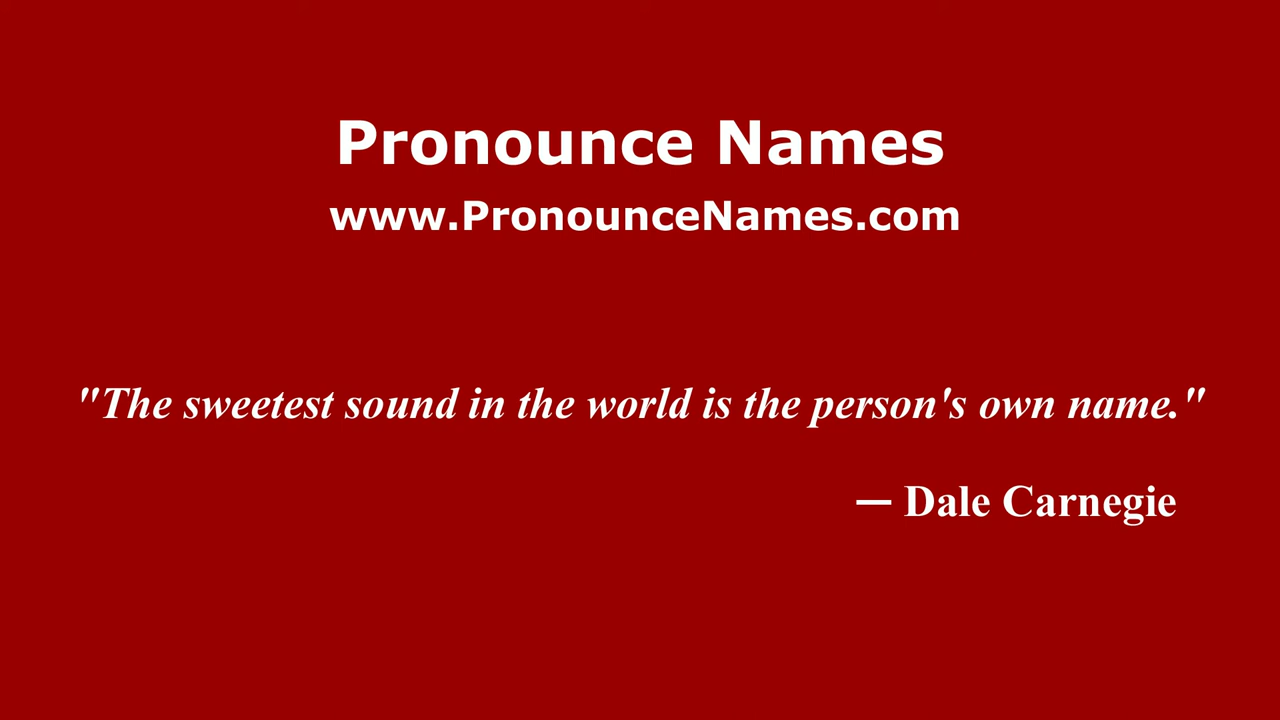 Pronounce Names
www.PronounceNames.com
"The sweetest sound in the world is the person's own name."
— Dale Carnegie